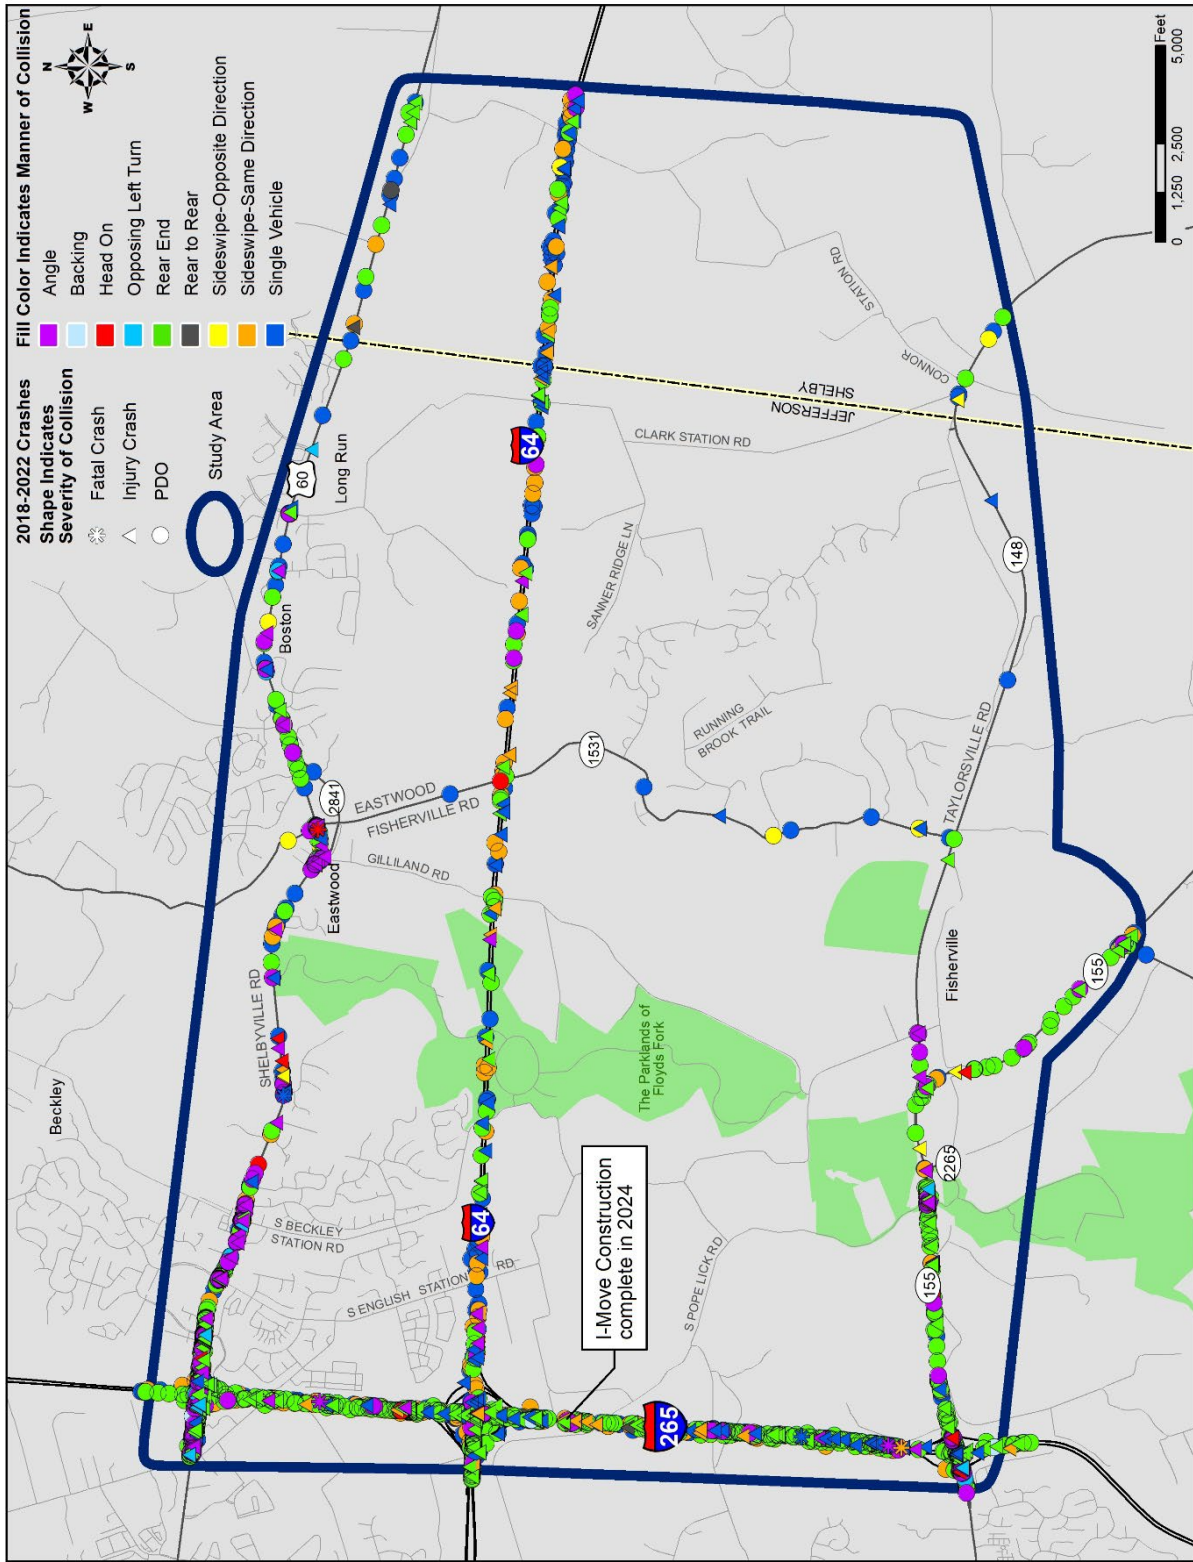 2018-2022 Crashes
Shape Indicates
Severity of Collision
Fatal Crash
Injury Crash
PDO
Study Area
Fill Color Indicates Manner of Collision
Angle
Backing
Head On
Opposing Left Turn
Rear End
Rear to Rear
Sideswipe-Opposite Direction
Sideswipe-Same Direction
Single Vehicle
N
W
E
S
Beckley
SHELBYVILLE RD
Eastwood
2841
Boston
60
Long Run
S BECKLEY
STATION RD
S ENGLISH STATION RD
64
GILLILAND RD
EASTWOOD
FISHERVILLE RD
64
1531
SANNER RIDGE LN
CLARK STATION RD
JEFFERSON
SHELBY
STATION RD
CONNOR
I-Move Construction
complete in 2024
265
S POPE LICK RD
The Parklands of
Floyds Fork
RUNNING
BROOK TRAIL
TAYLORSVILLE RD
148
155
2265
Fisherville
155
0
1,250
2,500
5,000
Feet